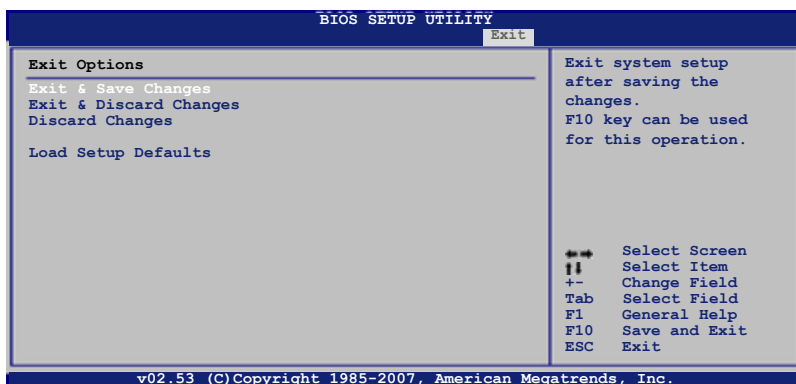 BIOS SETUP UTILITY
Exit
Exit Options
Exit & Save Changes
Exit & Discard Changes
Discard Changes
Load Setup Defaults
Exit system setup
after saving the
changes.
F10 key can be used
for this operation.
←→ Select Screen
↑↓ Select Item
+- Change Field
Tab Select Field
F1 General Help
F10 Save and Exit
ESC Exit
v02.53 (C)Copyright 1985-2007, American Megatrends, Inc.